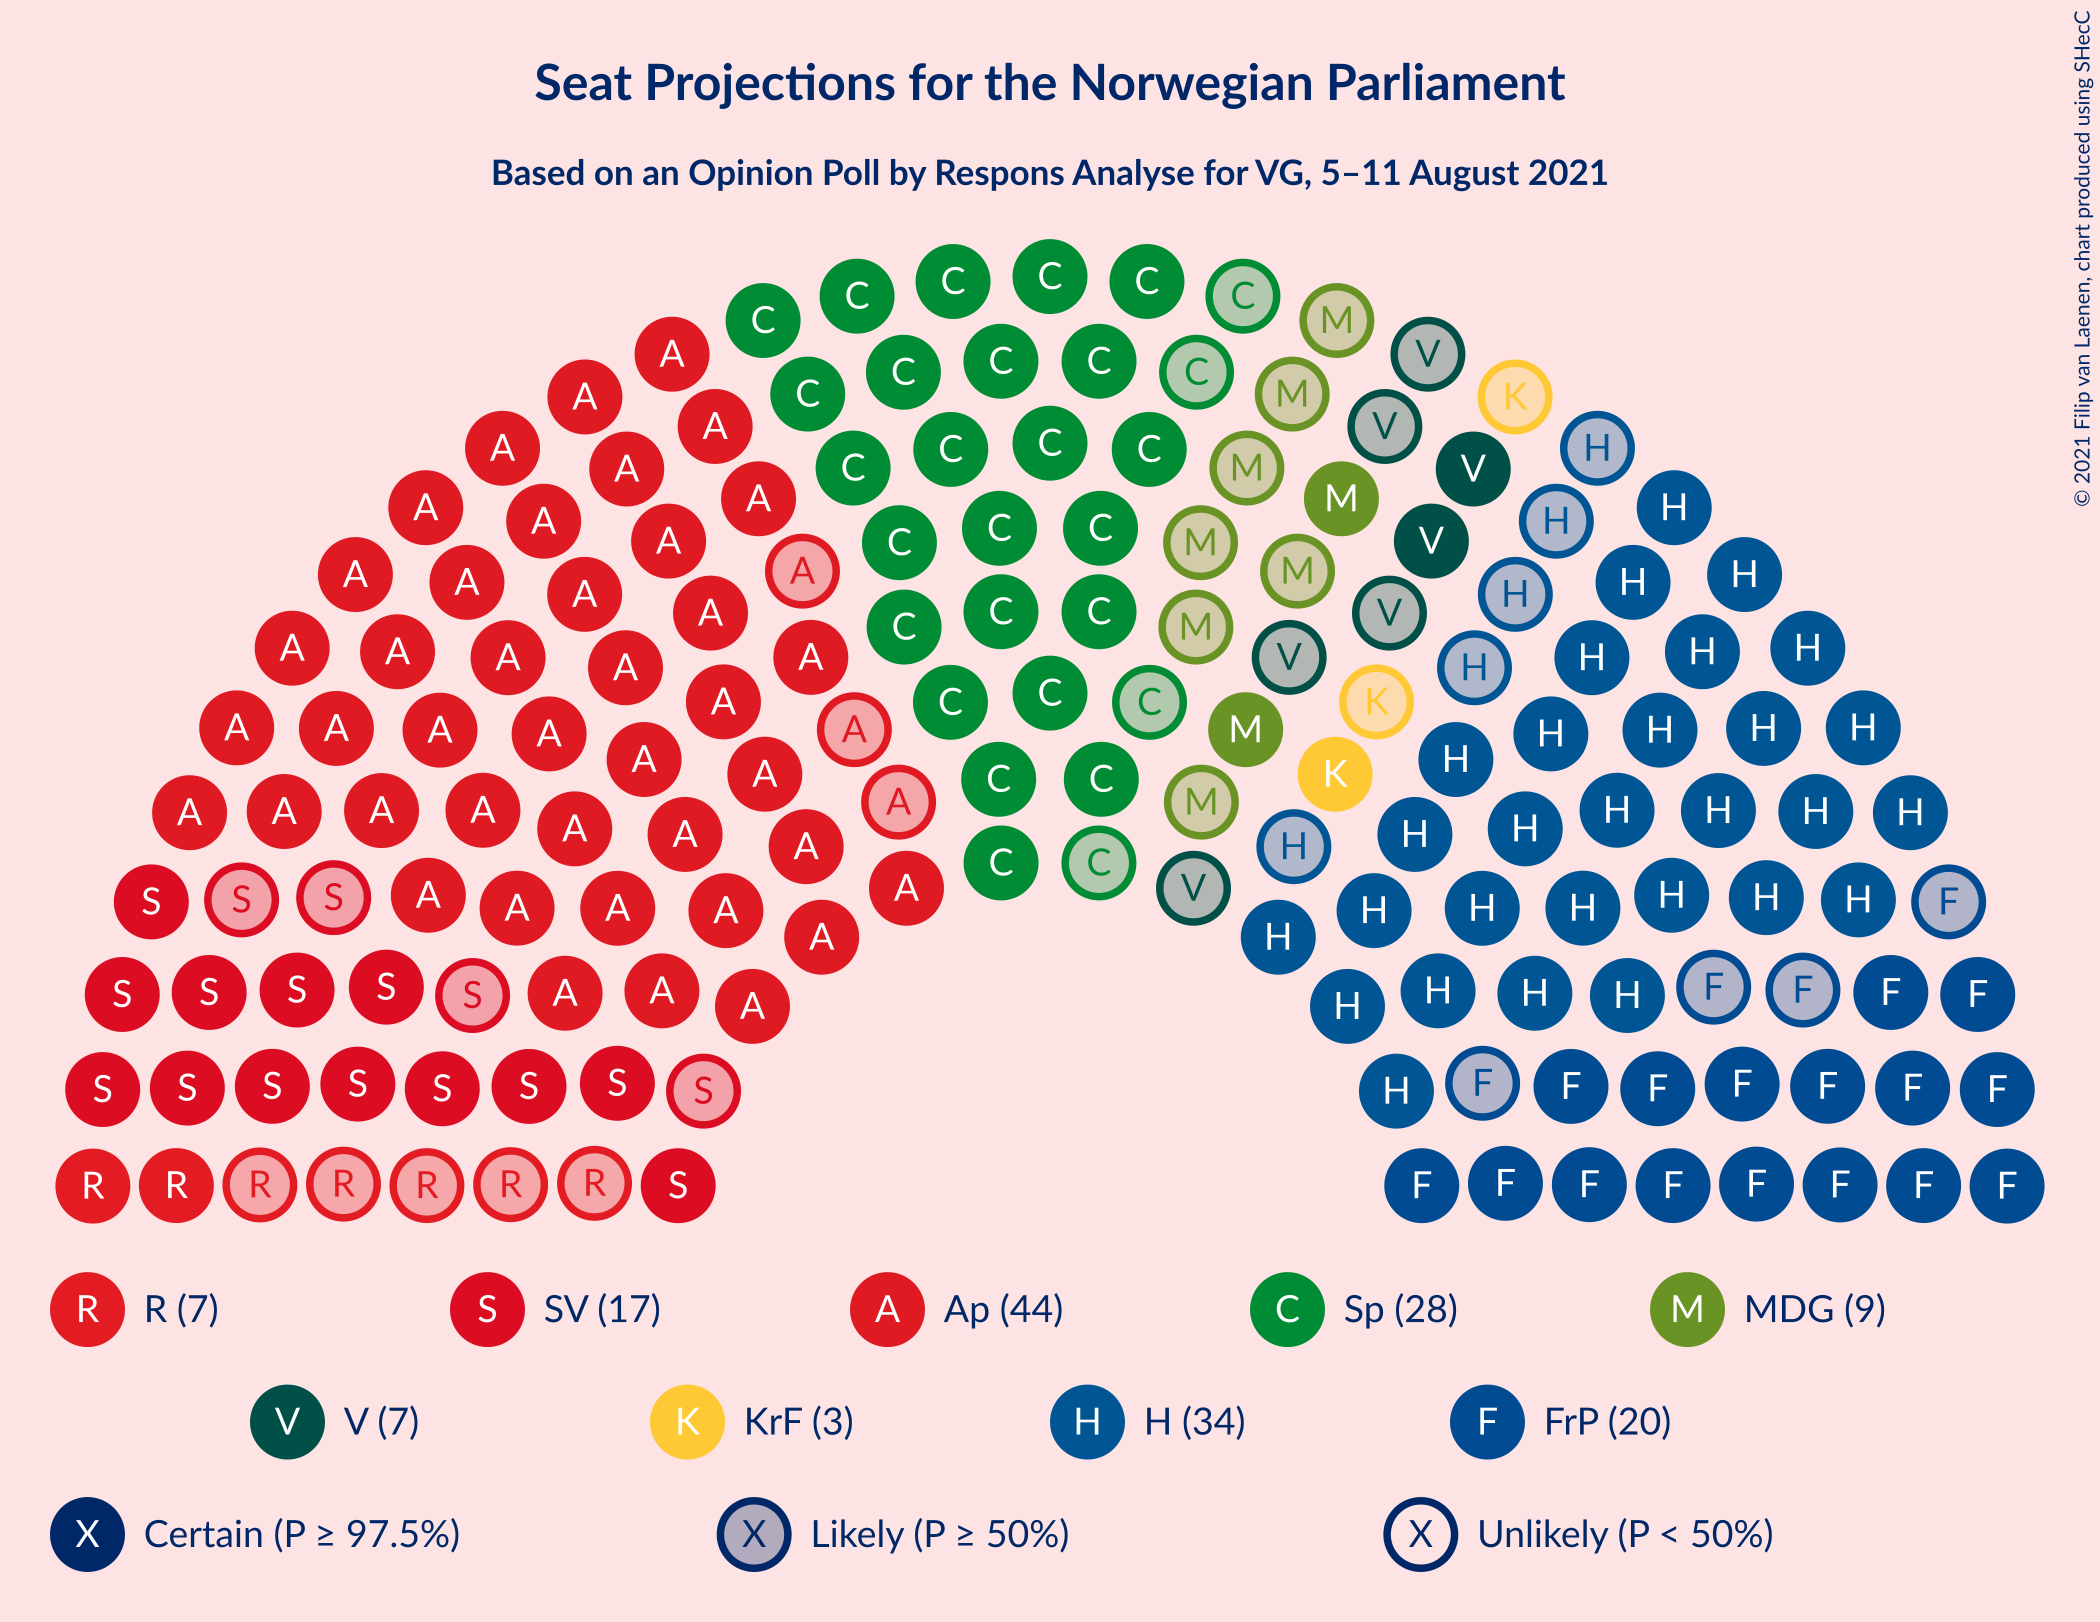 © 2021 Filip van Laenen, chart produced using SHecC
Seat Projections for the Norwegian Parliament
Based on an Opinion Poll by Respons Analyse for VG, 5–11 August 2021
C C C C C
C M
A C C C C V
A C M K
A V
A C C C H
A C M V
A A M H
A C C H
A C M V
A A M H
A A H H
A C C C M V
A A A A A V H H H H
A C C C K
A A A A A M H H H H
A A C C K H
A A A A A A A M H H H H H H
A C C H
S S S A A A A A V H H H H H H F
A H
S S S S S A A A H H H H F F F F
S S S S S S S S H F F F F F F F
R R R R R R R S F F F F F F F F
R R (7) S SV (17) A Ap (44) C Sp (28) M MDG (9)
V V (7) K KrF (3) H H (34) F FrP (20)
X Certain (P ≥ 97.5%) X Likely (P ≥ 50%) X Unlikely (P < 50%)